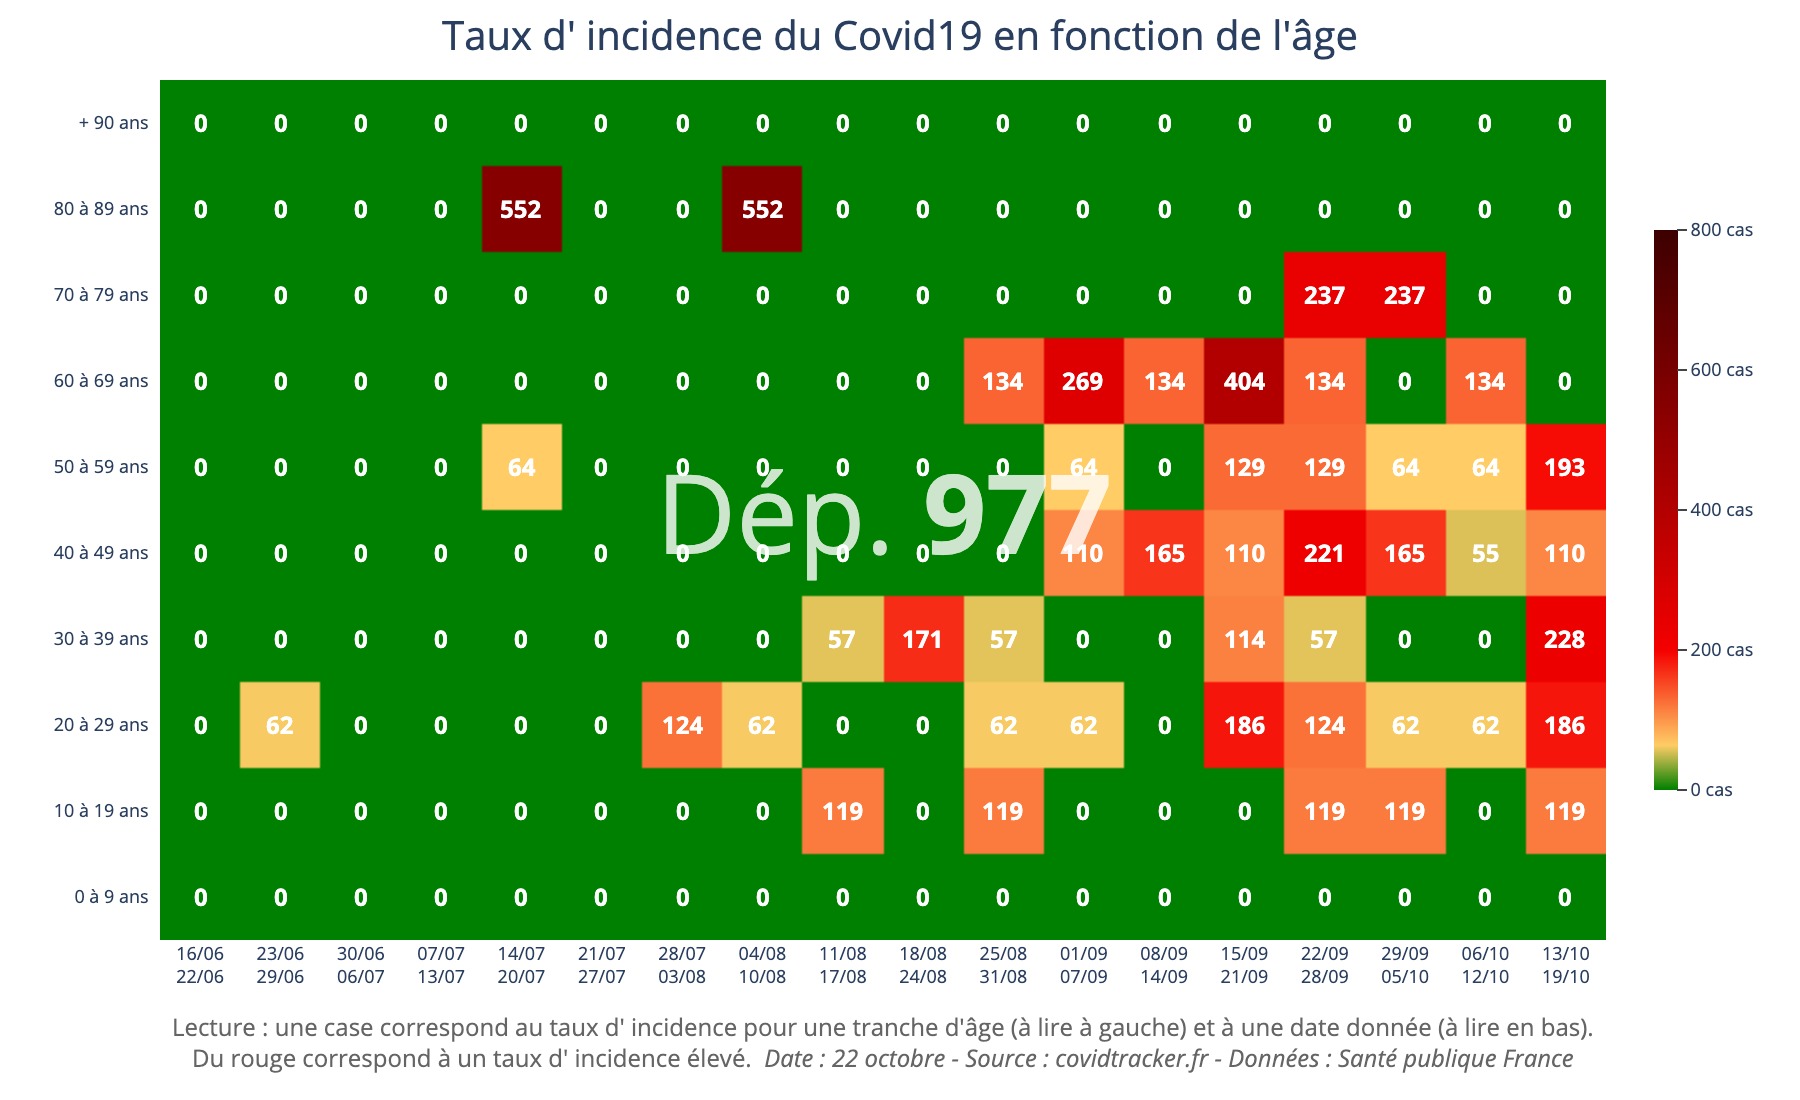 Taux d' incidence du Covid19 en fonction de l'âge
+ 90 ans 0 0 0 0 0 0 0 0 0 0 0 0 0 0 0 0 0 0
80 à 89 ans 0 0 0 0 552 0 0 552 0 0 0 0 0 0 0 0 0 0
800 cas
70 à 79 ans 0 0 0 0 0 0 0 0 0 0 0 0 0 0 237 237 0 0
600 cas
60 à 69 ans 0 0 0 0 0 0 0 0 0 0 134 269 134 404 134 0 134 0
50 à 59 ans 0 0 0 0 64 0 0 0 0 0 0 64 0 129 129 64 64 193
Dép. 977
400 cas
40 à 49 ans 0 0 0 0 0 0 0 0 0 0 0 110 165 110 221 165 55 110
30 à 39 ans 0 0 0 0 0 0 0 0 57 171 57 0 0 114 57 0 0 228
200 cas
20 à 29 ans 0 62 0 0 0 0 124 62 0 0 62 62 0 186 124 62 62 186
0 cas
10 à 19 ans 0 0 0 0 0 0 0 0 119 0 119 0 0 0 119 119 0 119
0 à 9 ans 0 0 0 0 0 0 0 0 0 0 0 0 0 0 0 0 0 0
16/06 23/06 30/06 07/07 14/07 21/07 28/07 04/08 11/08 18/08 25/08 01/09 08/09 15/09 22/09 29/09 06/10 13/10
22/06 29/06 06/07 13/07 20/07 27/07 03/08 10/08 17/08 24/08 31/08 07/09 14/09 21/09 28/09 05/10 12/10 19/10
Lecture : une case correspond au taux d' incidence pour une tranche d'âge (à lire à gauche) et à une date donnée (à lire en bas).
Du rouge correspond à un taux d' incidence élevé. Date : 22 octobre - Source : covidtracker.fr - Données : Santé publique France